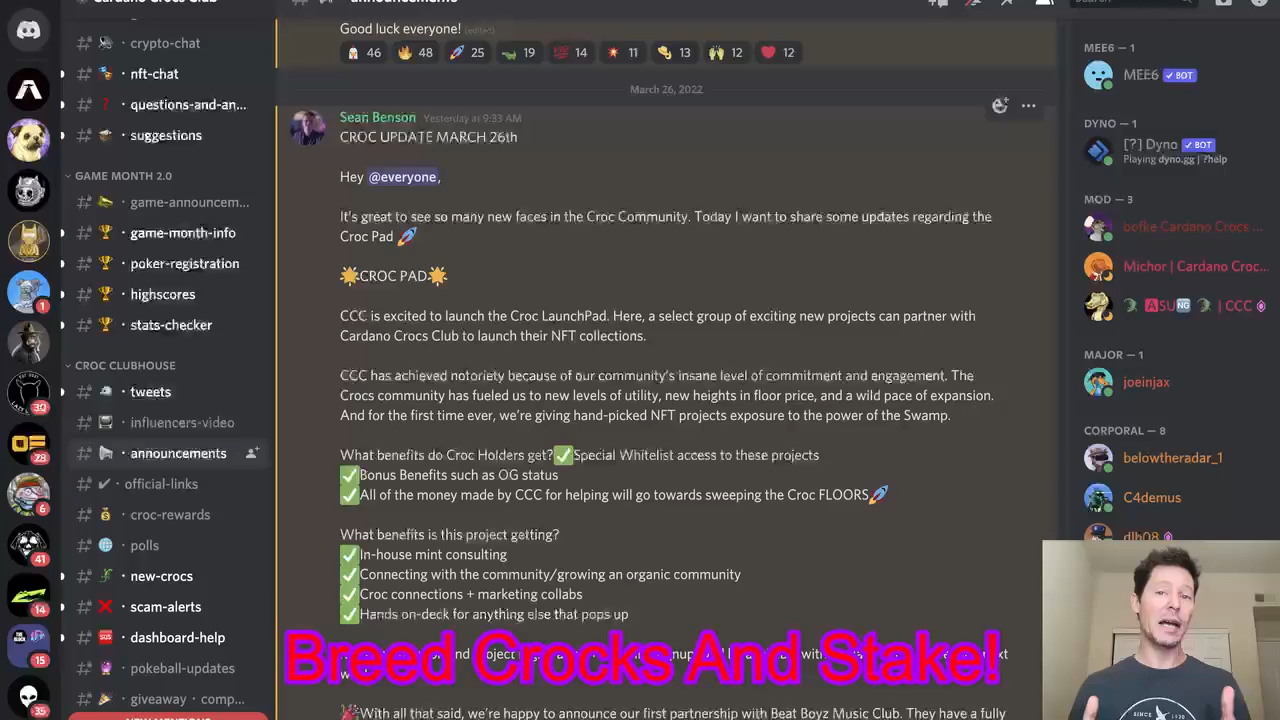 crypto-chat
nft-chat
questions-and-an...
suggestions
GAME MONTH 2.0
game-announcem...
game-month-info
poker-registration
highscores
stats-checker
CROC CLUBHOUSE
tweets
influencers-video
announcements
official-links
croc-rewards
polls
new-crocs
scam-alerts
dashboard-help
pokeball-updates
giveaway · comp...
1
39
28
6
41
14
15
35
Good luck everyone! (edited)
46 48 25 19 14 11 13 12 12
March 26, 2022
Sean Benson Yesterday at 9:33 AM
CROC UPDATE MARCH 26th
Hey @everyone,
It's great to see so many new faces in the Croc Community. Today I want to share some updates regarding the
Croc Pad
CROC PAD
CCC is excited to launch the Croc LaunchPad. Here, a select group of exciting new projects can partner with
Cardano Crocs Club to launch their NFT collections.
CCC has achieved notoriety because of our community's insane level of commitment and engagement. The
Crocs community has fueled us to new levels of utility, new heights in floor price, and a wild pace of expansion.
And for the first time ever, we're giving hand-picked NFT projects exposure to the power of the Swamp.
What benefits do Croc Holders get? Special Whitelist access to these projects
Bonus Benefits such as OG status
All of the money made by CCC for helping will go towards sweeping the Croc FLOORS
What benefits is this project getting?
In-house mint consulting
Connecting with the community/growing an organic community
Croc connections + marketing collabs
Hands on-deck for anything else that pops up
Breed Crocks And Stake!
With all that said, we're happy to announce our first partnership with Beat Boyz Music Club. They have a fully
MEE6 — 1
MEE6 BOT
DYNO — 1
[?] Dyno BOT
Playing dyno.gg | ?help
MOD — 3
bofke Cardano Crocs ...
Michor | Cardano Croc...
ASUNG | CCC
MAJOR — 1
joeinjax
CORPORAL — 8
belowtheradar_1
C4demus
dlb08